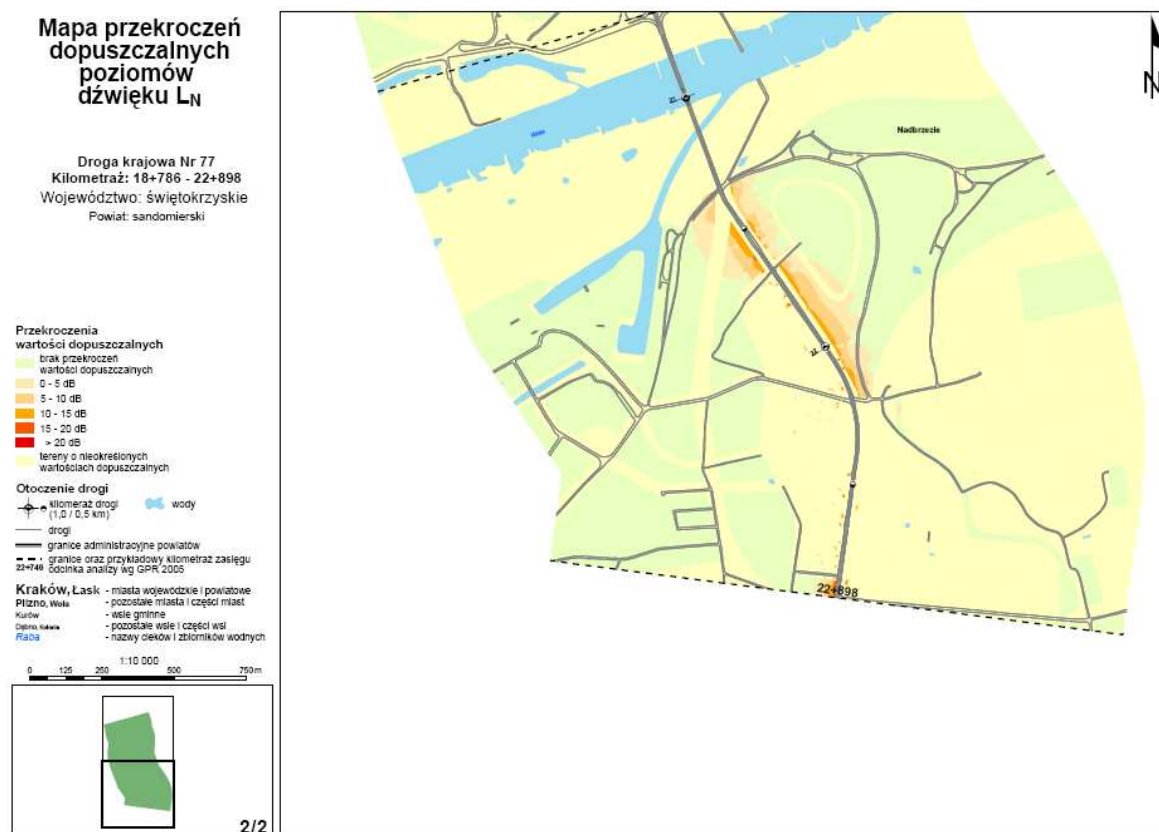 Mapa przekroczeń
dopuszczalnych
poziomów
dźwięku LN
Droga krajowa Nr 77
Kilometraż: 18+786 - 22+898
Województwo: świętokrzyskie
Powiat: sandomierski
Przekroczenia
wartości dopuszczalnych
brak przekroczeń
wartości dopuszczalnych
0 - 5 dB
5 - 10 dB
10 - 15 dB
15 - 20 dB
> 20 dB
tereny o nieokreślonych
wartościach dopuszczalnych
Otoczenie drogi
kilometraż drogi
(1,0 / 0,5 km)
wody
drogi
granice administracyjne powiatów
granice oraz przykładowy kilometraż zasięgu
22+740 odcinka analizy wg GPR 2005
Kraków, Łask - miasta wojewódzkie i powiatowe
Pilzno, Wola - pozostałe miasta i części miast
Kurów - wsie gminne
Dębno, - pozostałe wsie i części wsi
Raba - nazwy cieków i zbiorników wodnych
1:10 000
0 125 250 500 750 m
2/2
N
Nadbrzezie
22+898